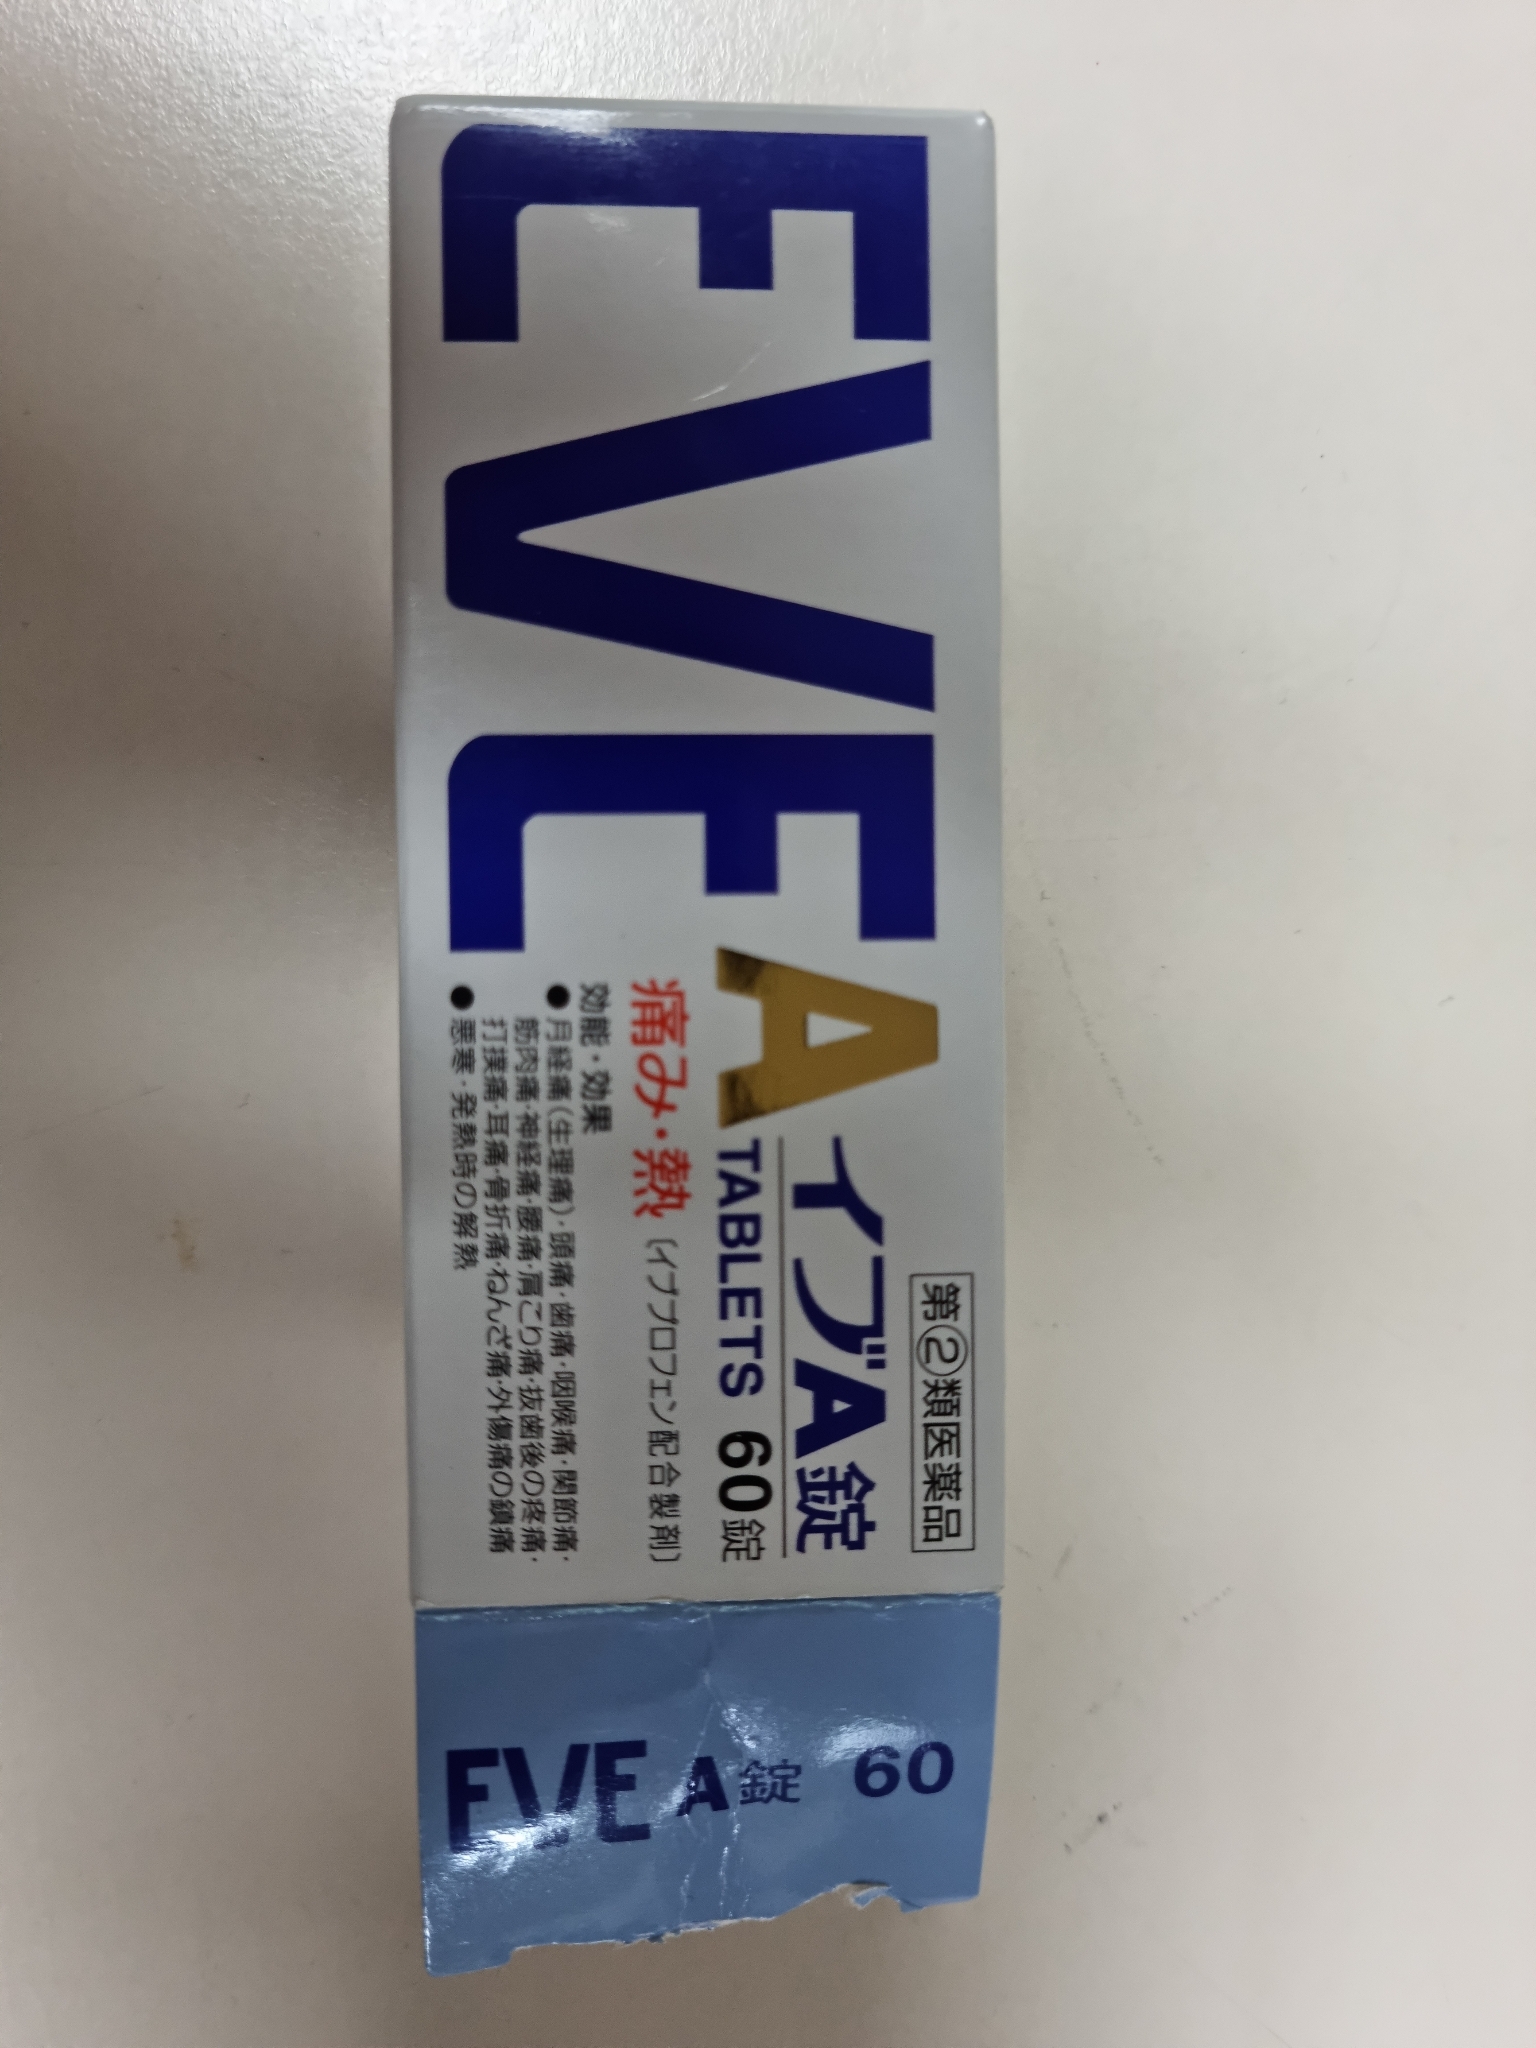 EVE A
第②類医薬品
イブA錠
TABLETS 60錠
痛み・熱〔イブプロフェン配合製剤〕
効能・効果
●月経痛(生理痛)・頭痛・歯痛・咽喉痛・関節痛・
筋肉痛・神経痛・腰痛・肩こり痛・抜歯後の疼痛・
打撲痛・耳痛・骨折痛・ねんざ痛・外傷痛の鎮痛
●悪寒・発熱時の解熱
EVE A錠 60